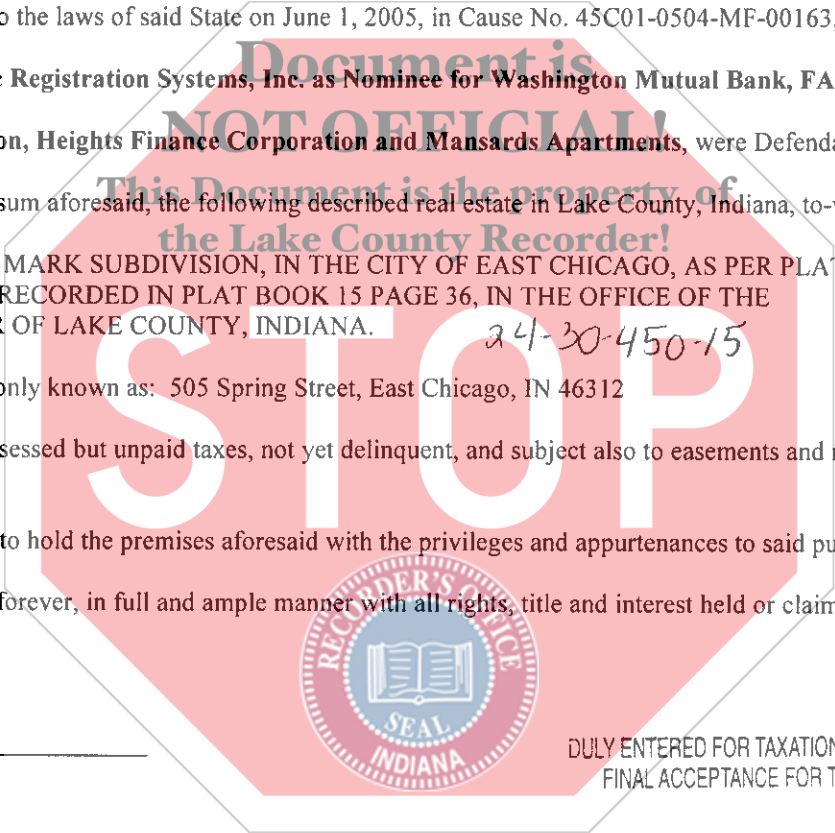 o the laws of said State on June 1, 2005, in Cause No. 45C01-0504-MF-00163,
Document is
Registration Systems, Inc. as Nominee for Washington Mutual Bank, FA
NOT OFFICIAL!
on, Heights Finance Corporation and Mansards Apartments, were Defenda
This Document is the property of
sum aforesaid, the following described real estate in Lake County, Indiana, to-
the Lake County Recorder!
MARK SUBDIVISION, IN THE CITY OF EAST CHICAGO, AS PER PLAT
RECORDED IN PLAT BOOK 15 PAGE 36, IN THE OFFICE OF THE
OF LAKE COUNTY, INDIANA.
24-30-450-15
only known as: 505 Spring Street, East Chicago, IN 46312
STOP
sessed but unpaid taxes, not yet delinquent, and subject also to easements and
to hold the premises aforesaid with the privileges and appurtenances to said pu
forever, in full and ample manner with all rights, title and interest held or claim
RECORDER'S OFFICE
SEAL
INDIANA
DULY ENTERED FOR TAXATION
FINAL ACCEPTANCE FOR T